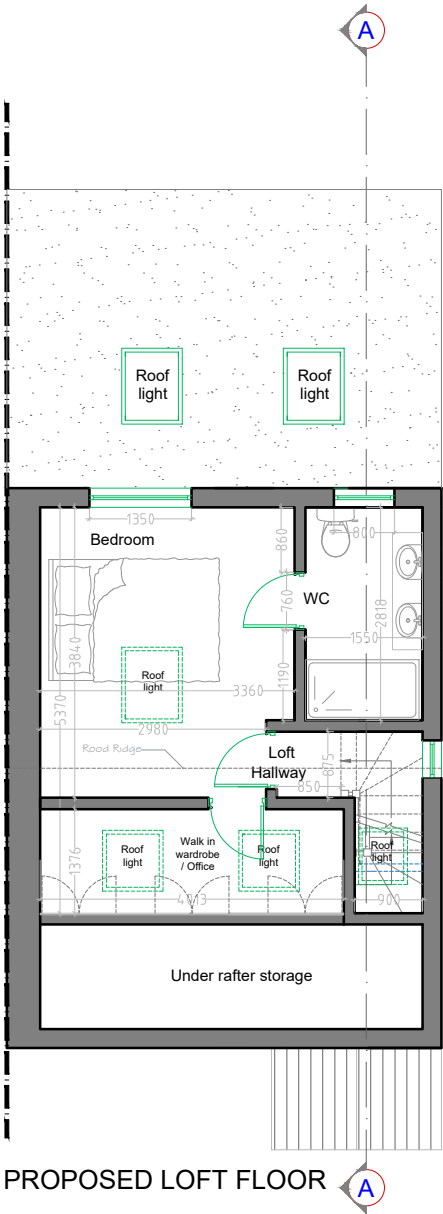 A
Roof
light
Roof
light
1350
800
Bedroom
860
WC
760
2818
1550
3840
Roof
light
1190
3360
5370
2980
Rood Ridge
Loft
Hallway
875
850
1376
Roof
light
Walk in
wardrobe
/ Office
Roof
light
Roof
light
4013
900
Under rafter storage
PROPOSED LOFT FLOOR
A